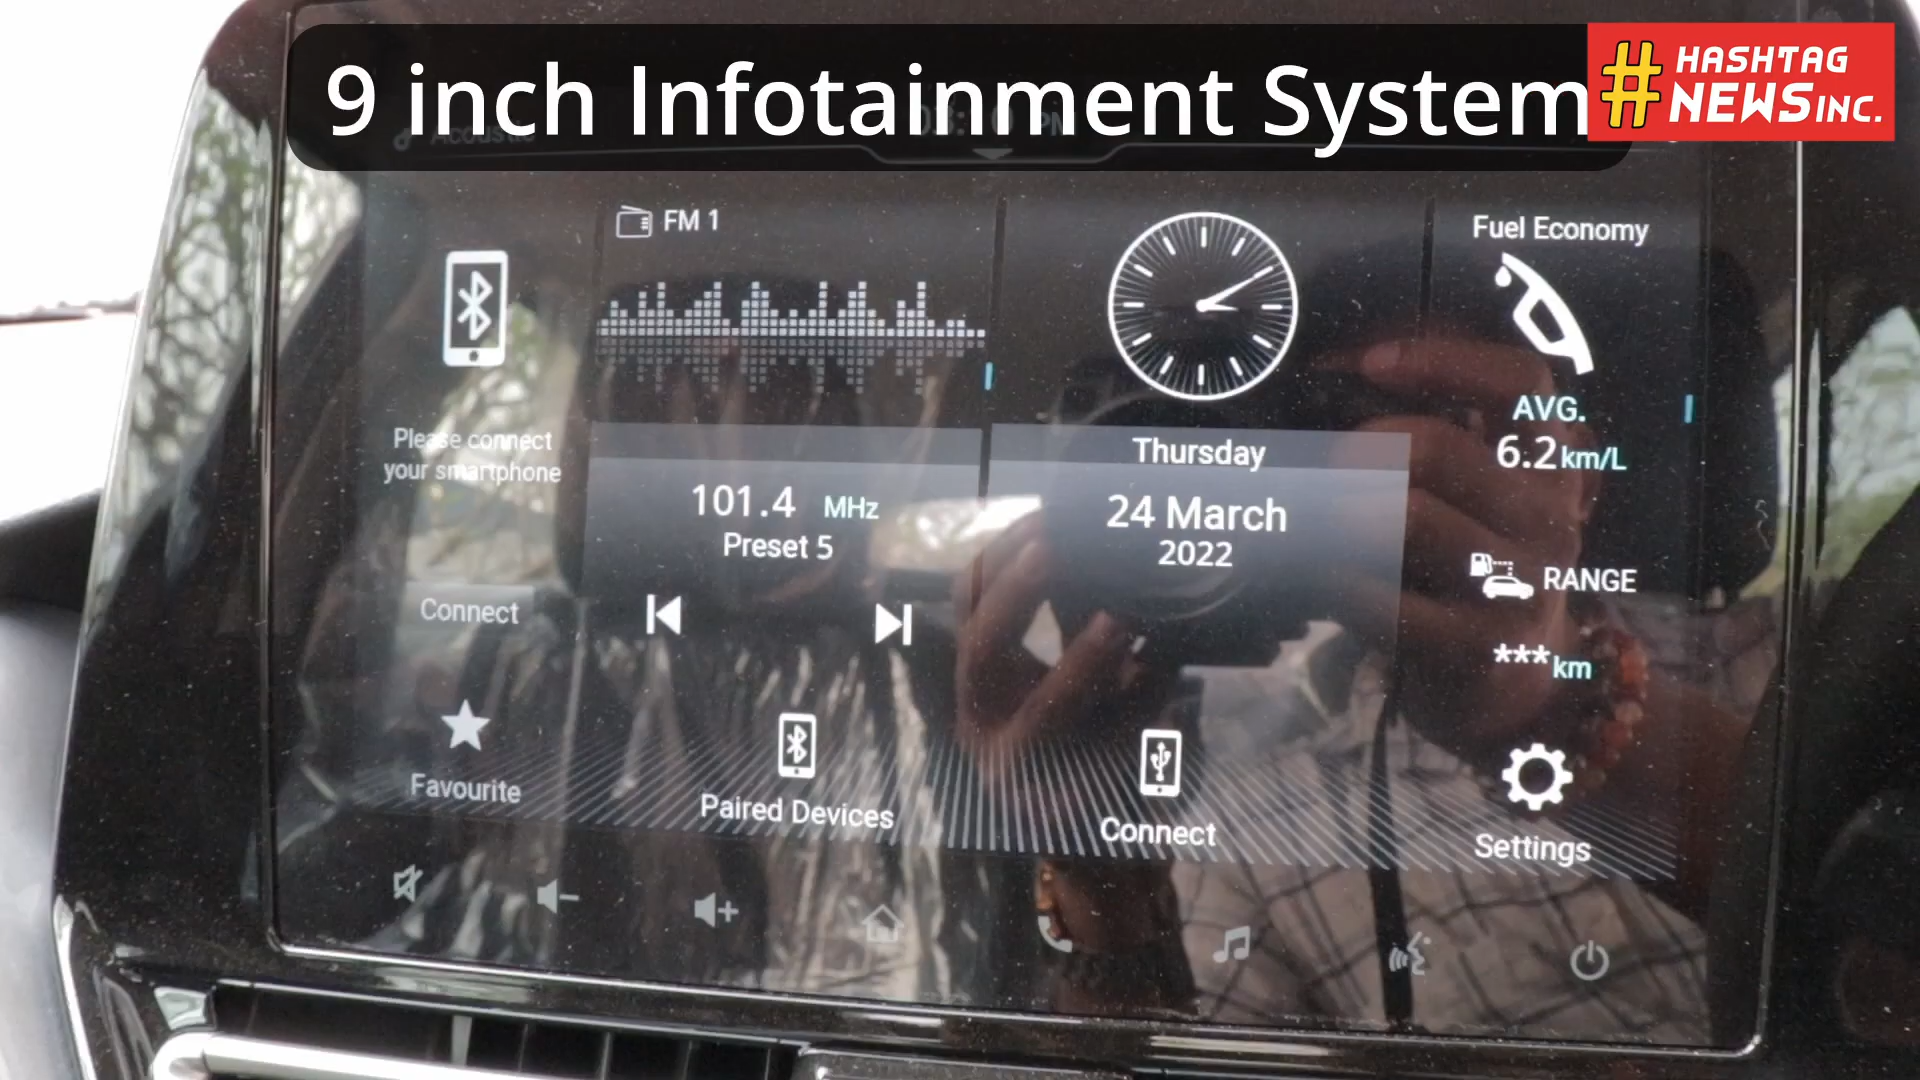 9 inch Infotainment System
# HASHTAG
NEWS INC.
Acoustic
FM 1
Fuel Economy
Please connect
your smartphone
AVG.
6.2 km/L
Thursday
101.4 MHz
Preset 5
24 March
2022
RANGE
***km
Connect
Favourite
Paired Devices
Connect
Settings